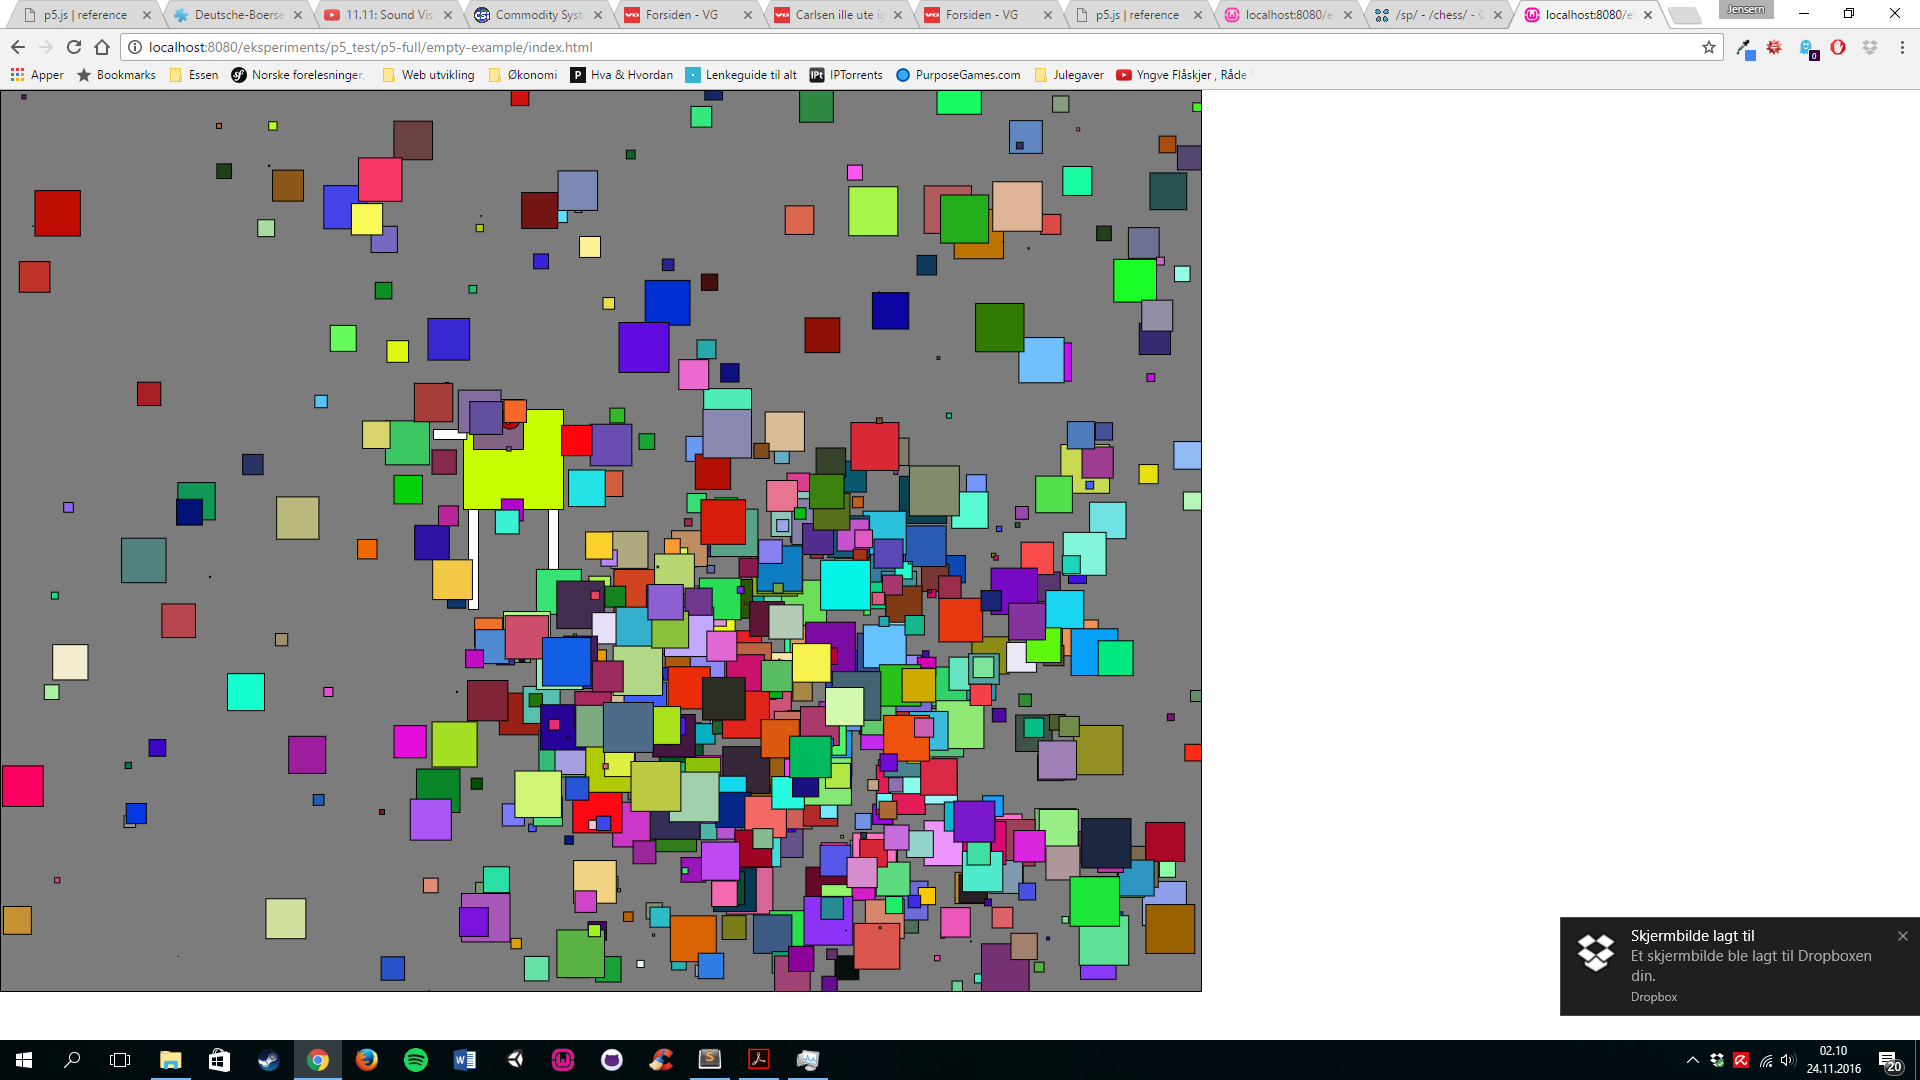 p5.js | reference
Deutsche-Boerse
11.11: Sound Vis
Commodity Syst
Forsiden - VG
Carlsen ille ute ig
Forsiden - VG
p5.js | reference
localhost:8080/e
/sp/ - /chess/ - C
localhost:8080/e
Jensern
localhost:8080/eksperiments/p5_test/p5-full/empty-example/index.html
0
Apper
Bookmarks
Essen
Norske forelesninger,
Web utvikling
Økonomi
Hva & Hvordan
Lenkeguide til alt
IPTorrents
PurposeGames.com
Julegaver
Yngve Flåskjer , Råde
Skjermbilde lagt til
Et skjermbilde ble lagt til Dropboxen
din.
Dropbox
02.10
24.11.2016
20